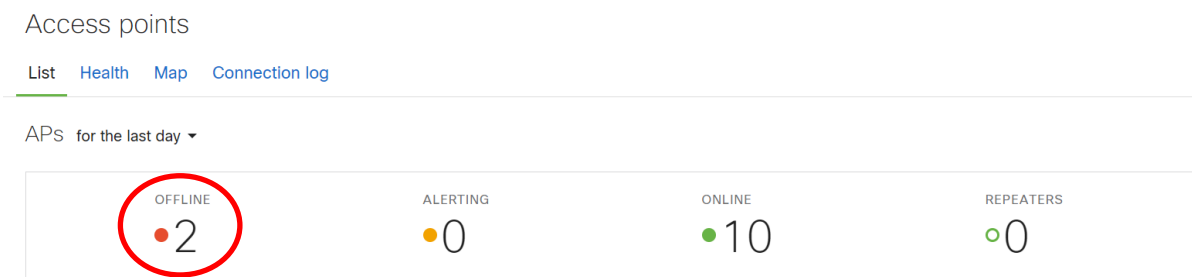 Access points
List Health Map Connection log
APs for the last day
OFFLINE ALERTING ONLINE REPEATERS
2 0 10 0